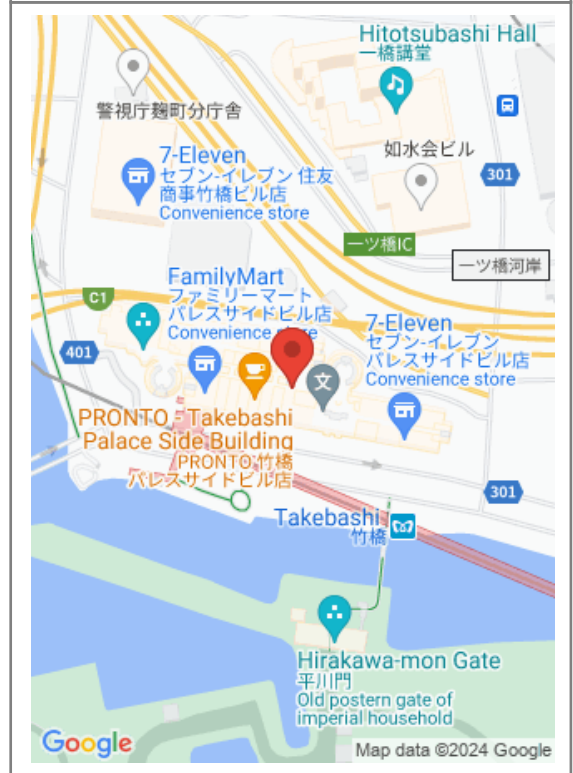 Hitotsubashi Hall
一橋講堂
警視庁麹町分庁舎
7-Eleven
セブン-イレブン 住友
商事竹橋ビル店
Convenience store
如水会ビル
301
一ツ橋IC
一ツ橋河岸
FamilyMart
ファミリーマート
パレスサイドビル店
Convenience store
C1
401
7-Eleven
セブン-イレブン
パレスサイドビル店
Convenience store
文
PRONTO - Takebashi
Palace Side Building
PRONTO 竹橋
パレスサイドビル店
301
Takebashi
竹橋
Hirakawa-mon Gate
平川門
Old postern gate of
imperial household
Google
Map data ©2024 Google